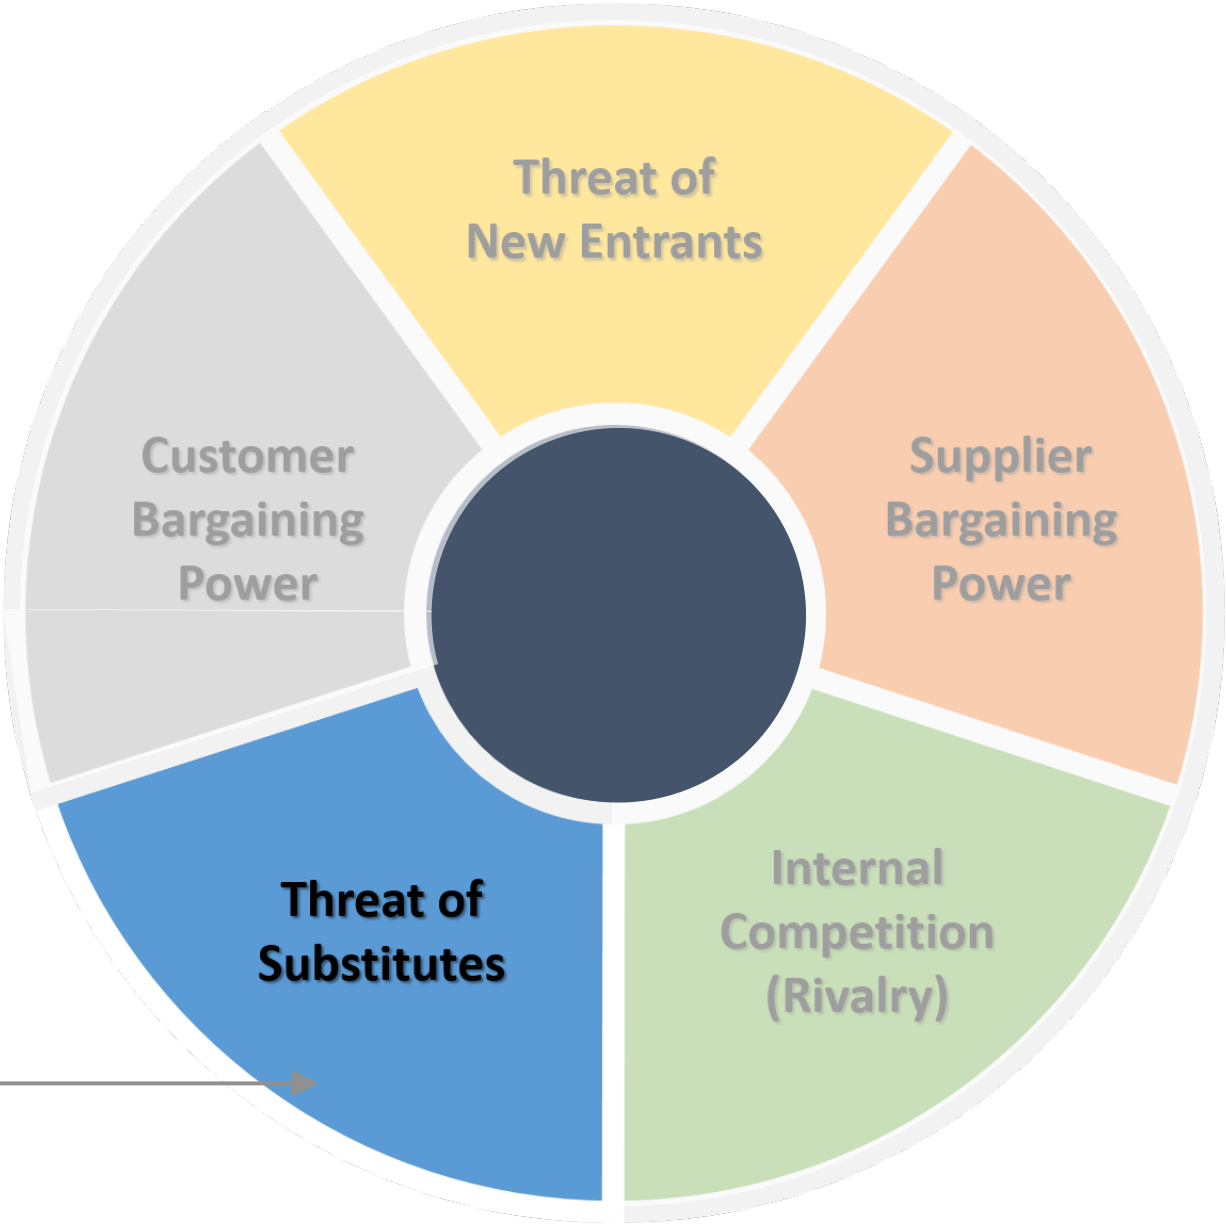 Threat of
New Entrants
Customer
Bargaining
Power
Supplier
Bargaining
Power
Threat of
Substitutes
Internal
Competition
(Rivalry)